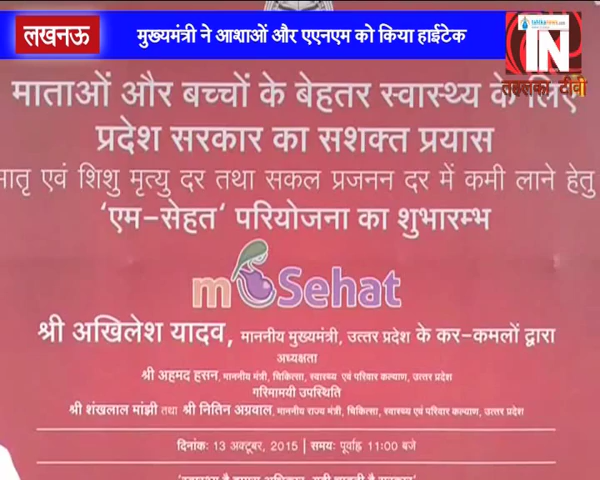 लखनऊ
मुख्यमंत्री ने आशाओं और एएनएम को किया हाईटेक
IN
तहलका टीवी
माताओं और बच्चों के बेहतर स्वास्थ्य के लिए
प्रदेश सरकार का सशक्त प्रयास
मातृ एवं शिशु मृत्यु दर तथा सकल प्रजनन दर में कमी लाने हेतु
‘एम-सेहत‘ परियोजना का शुभारम्भ
mSehat
श्री अखिलेश यादव, माननीय मुख्यमंत्री, उत्तर प्रदेश के कर-कमलों द्वारा
अध्यक्षता
श्री अहमद हसन, माननीय मंत्री, चिकित्सा, स्वास्थ्य एवं परिवार कल्याण, उत्तर प्रदेश
गरिमामयी उपस्थिति
श्री शंखलाल मांझी तथा श्री नितिन अग्रवाल, माननीय राज्य मंत्री, चिकित्सा, स्वास्थ्य एवं परिवार कल्याण, उत्तर प्रदेश
दिनांक: 13 अक्टूबर, 2015 | समय: पूर्वाह्न 11:00 बजे